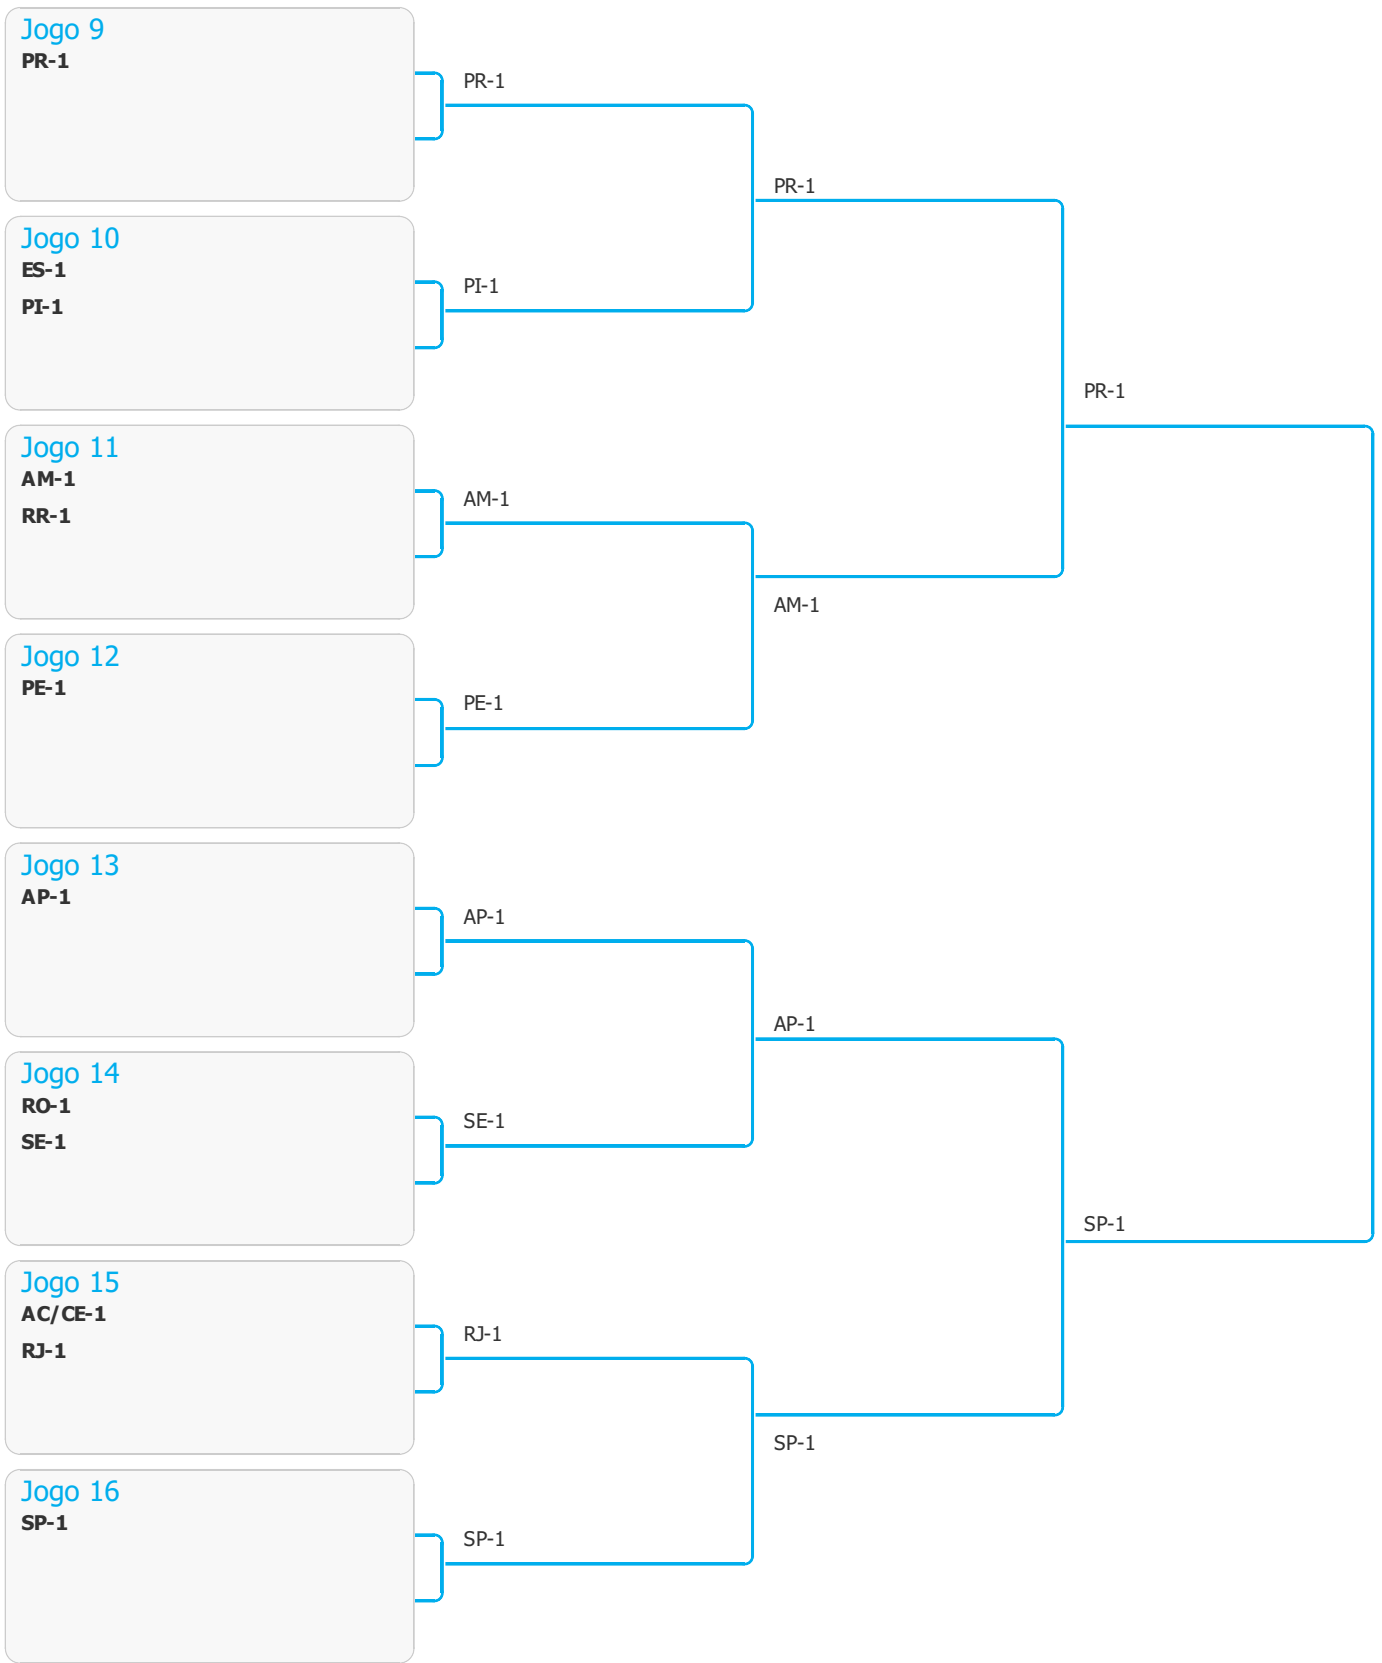 Jogo 9
PR-1
Jogo 10
ES-1
PI-1
Jogo 11
AM-1
RR-1
Jogo 12
PE-1
Jogo 13
AP-1
Jogo 14
RO-1
SE-1
Jogo 15
AC/CE-1
RJ-1
Jogo 16
SP-1
PR-1
PI-1
AM-1
PE-1
AP-1
SE-1
RJ-1
SP-1
PR-1
AM-1
AP-1
SP-1
PR-1
SP-1